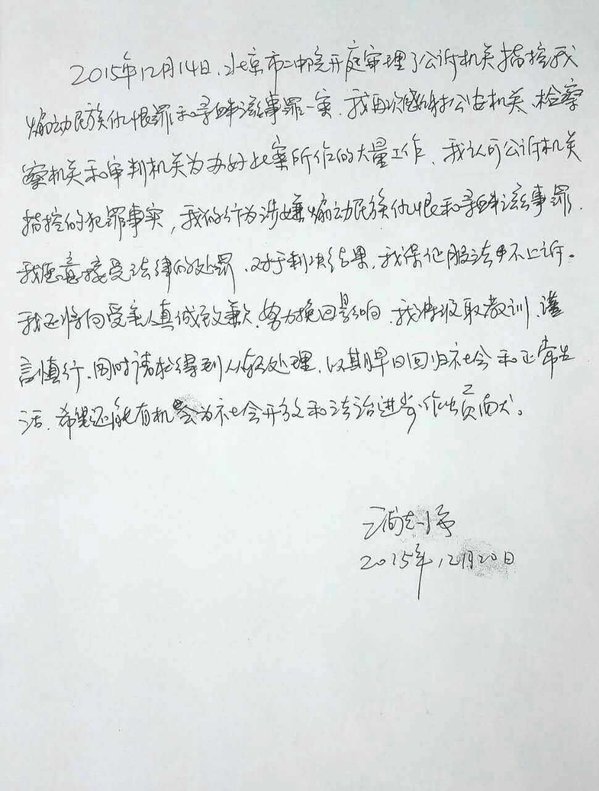 2015年12月14日,北京市二中院开庭审理了公诉机关指控我
煽动民族仇恨罪和寻衅滋事罪一案,我再次感谢公安机关、检察
察机关和审判机关为办好此案所作的大量工作,我认可公诉机关
指控的犯罪事实,我的行为涉嫌煽动民族仇恨和寻衅滋事罪.
我愿意接受法律的处罚.对于判决结果,我保证服法不上诉。
我还将向受害人真诚致歉,努力挽回影响.我将吸取教训,谨
言慎行,同时请求得到从轻处理,以期早日回归社会和正常生
活.希望还能有机会为社会开放和法治进步作出贡献。
2015年12月20日